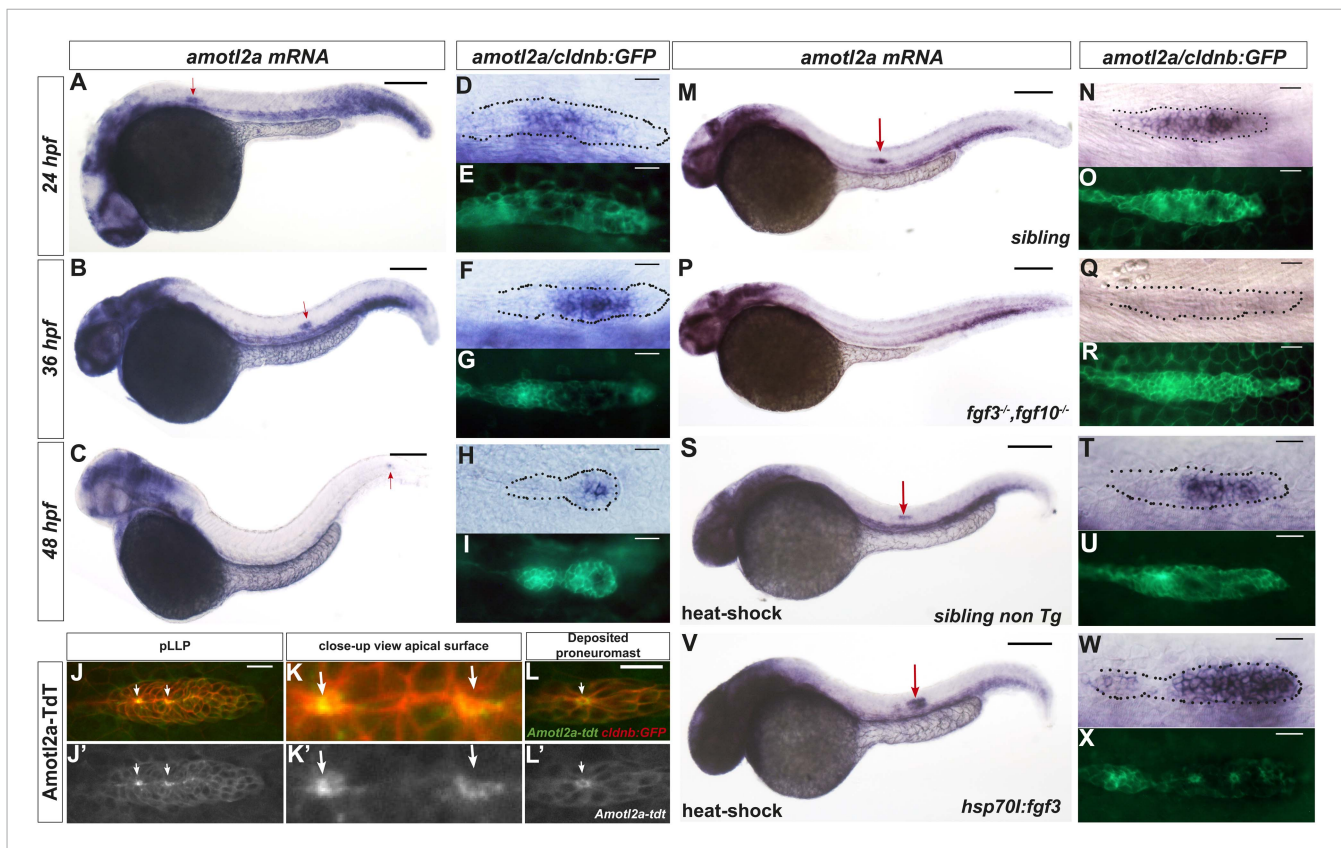 amotl2a mRNA
amotl2a/cldnb:GFP
amotl2a mRNA
amotl2a/cldnb:GFP
24 hpf
A
D
E
M
sibling
N
O
36 hpf
B
F
G
P
fgf3-/-,fgf10-/-
Q
R
48 hpf
C
H
I
S
heat-shock
sibling non Tg
T
U
pLLP
close-up view apical surface
Deposited
proneuromast
Amotl2a-TdT
J
K
L
Amotl2a-tdt cldnb:GFP
J’
K’
L’
Amotl2a-tdt
V
heat-shock
hsp70l:fgf3
W
X